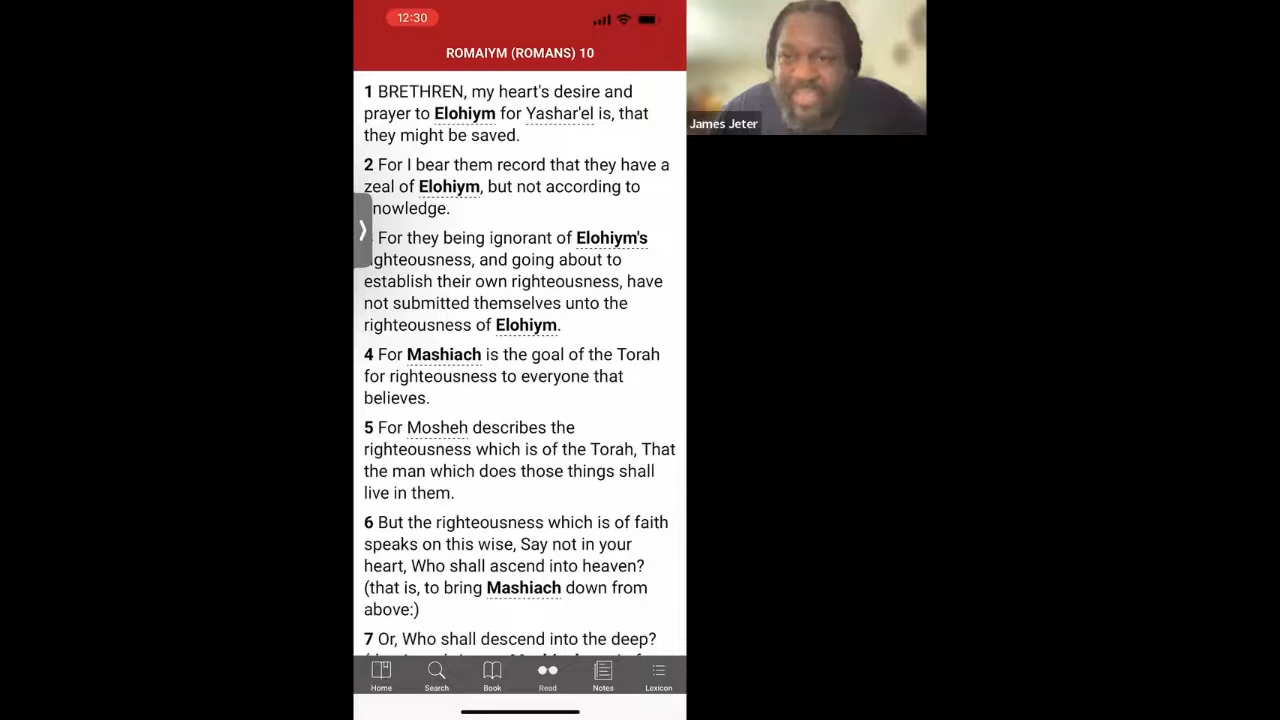 12:30
ROMAIYM (ROMANS) 10
1 BRETHREN, my heart's desire and
prayer to Elohiym for Yashar'el is, that
they might be saved.
2 For I bear them record that they have a
zeal of Elohiym, but not according to
nowledge.
For they being ignorant of Elohiym's
ighteousness, and going about to
establish their own righteousness, have
not submitted themselves unto the
righteousness of Elohiym.
4 For Mashiach is the goal of the Torah
for righteousness to everyone that
believes.
5 For Mosheh describes the
righteousness which is of the Torah, That
the man which does those things shall
live in them.
6 But the righteousness which is of faith
speaks on this wise, Say not in your
heart, Who shall ascend into heaven?
(that is, to bring Mashiach down from
above:)
7 Or, Who shall descend into the deep?
Home Search Book Read Notes Lexicon
James Jeter